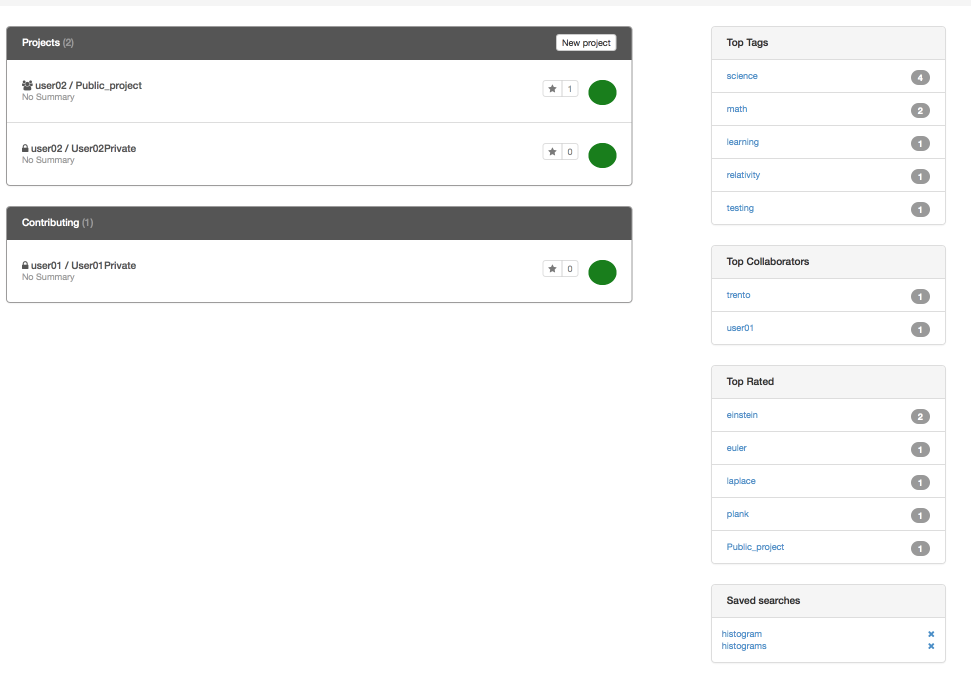 Projects (2)
New project
user02 / Public_project
No Summary
1
user02 / User02Private
No Summary
0
Contributing (1)
user01 / User01Private
No Summary
0
Top Tags
science 4
math 2
learning 1
relativity 1
testing 1
Top Collaborators
trento 1
user01 1
Top Rated
einstein 2
euler 1
laplace 1
plank 1
Public_project 1
Saved searches
histogram
histograms